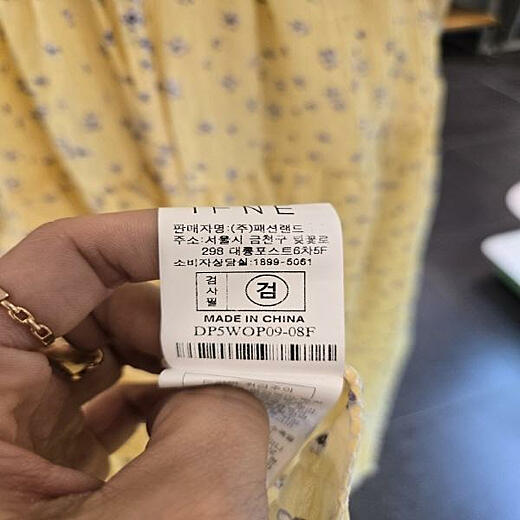 판매자명:(주)패션랜드
주소:서울시 금천구 벚꽃로
298 대륭포스트6차5F
소비자상담실:1899-5061
검사필
검
MADE IN CHINA
DP5WOP09-08F